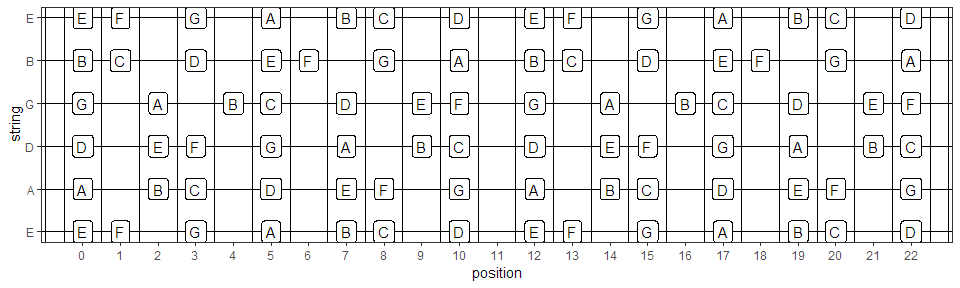 E E F G A B C D E F G A B C D
B B C D E F G A B C D E F G A
G G A B C D E F G A B C D E F
string
D D E F G A B C D E F G A B C
A A B C D E F G A B C D E F G
E E F G A B C D E F G A B C D
0 1 2 3 4 5 6 7 8 9 10 11 12 13 14 15 16 17 18 19 20 21 22
position